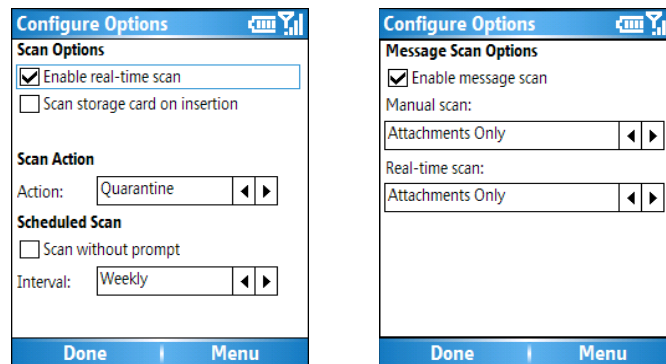 Configure Options
Scan Options
Enable real-time scan
Scan storage card on insertion
Scan Action
Action: Quarantine
Scheduled Scan
Scan without prompt
Interval: Weekly
Done Menu
Configure Options
Message Scan Options
Enable message scan
Manual scan:
Attachments Only
Real-time scan:
Attachments Only
Done Menu